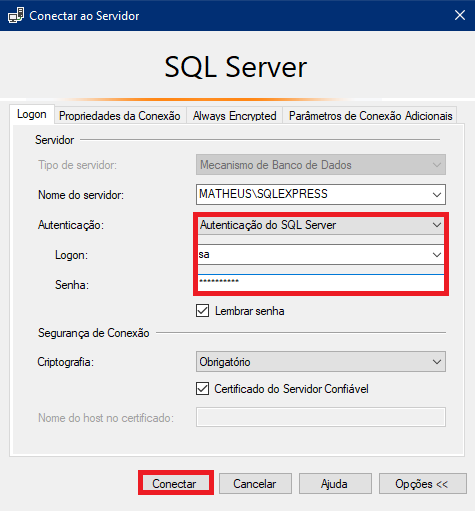 Conectar ao Servidor
SQL Server
Logon Propriedades da Conexão Always Encrypted Parâmetros de Conexão Adicionais
Servidor
Tipo de servidor: Mecanismo de Banco de Dados
Nome do servidor: MATHEUS\SQLEXPRESS
Autenticação: Autenticação do SQL Server
Logon: sa
Senha: **********
Lembrar senha
Segurança de Conexão
Criptografia: Obrigatório
Certificado do Servidor Confiável
Nome do host no certificado:
Conectar Cancelar Ajuda Opções <<